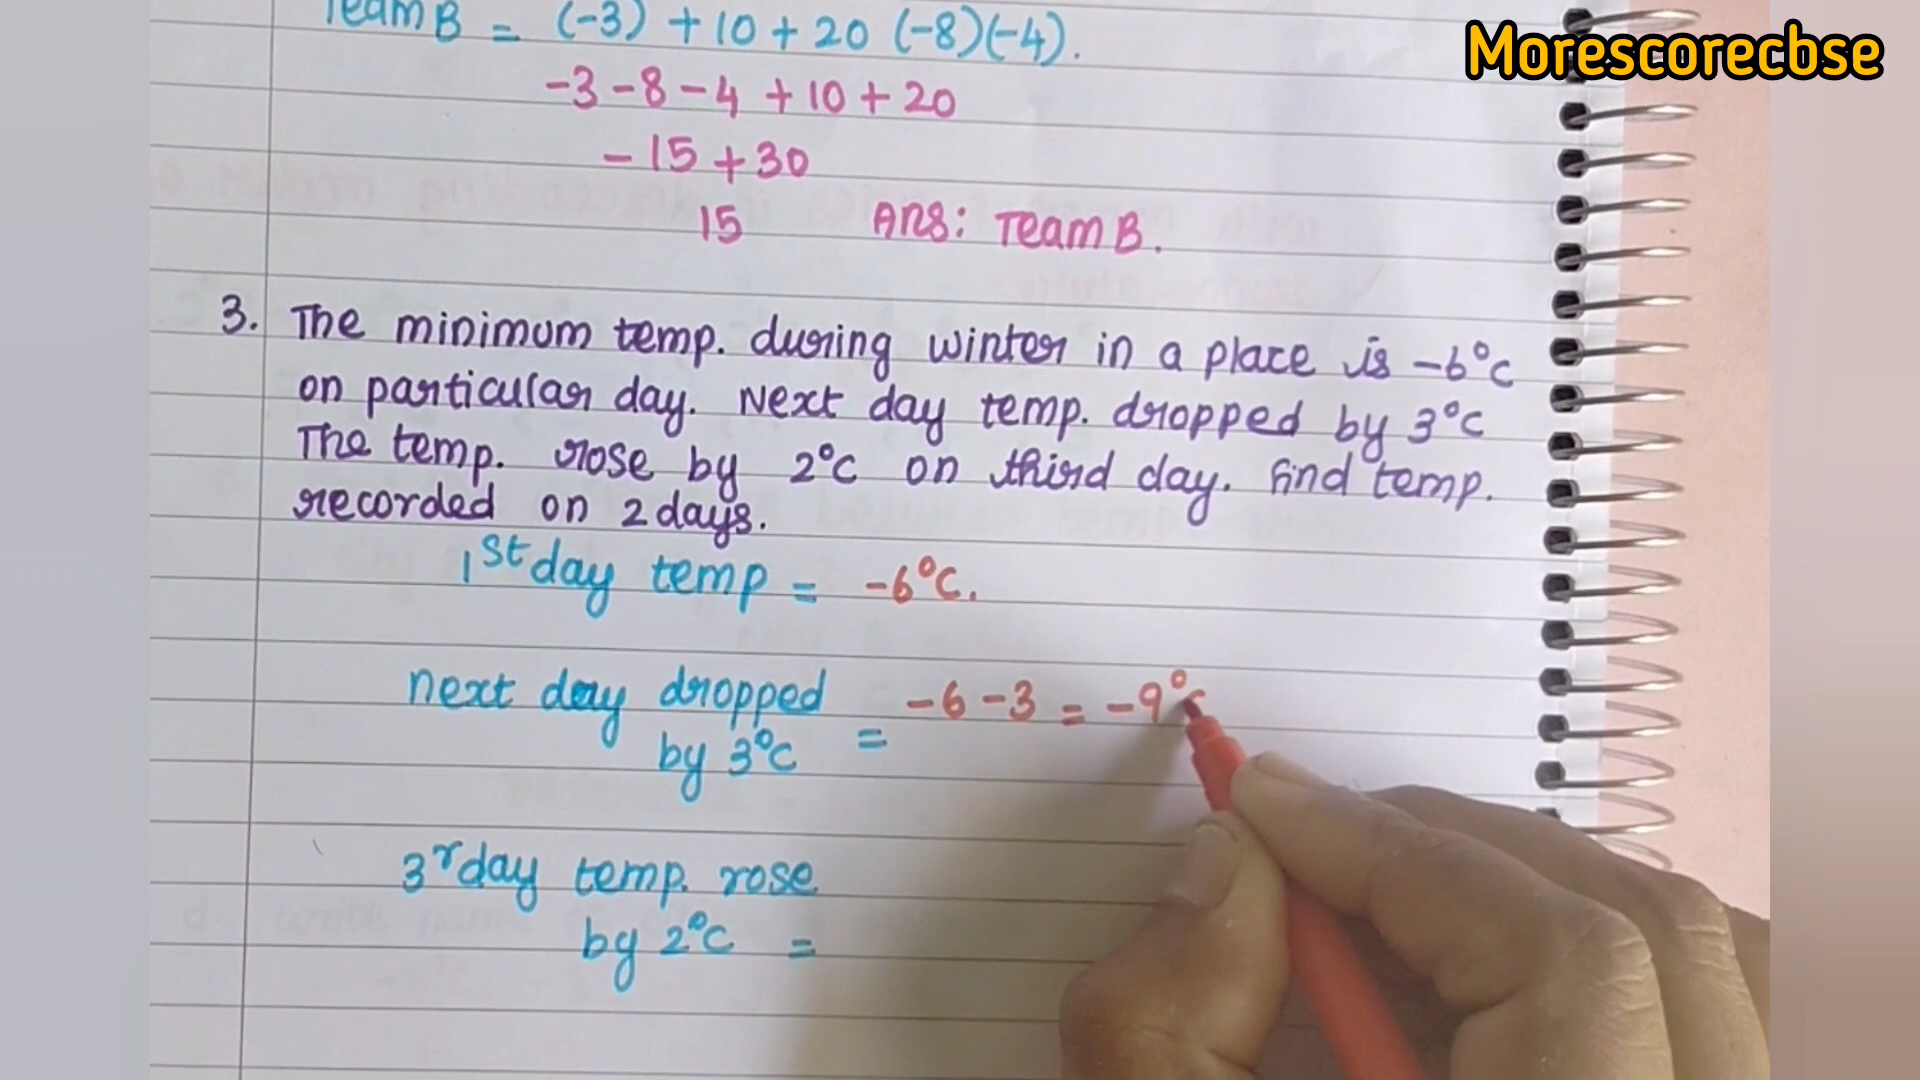 Morescorecbse
Team B = (-3) + 10 + 20 (-8)(-4).
-3 - 8 - 4 + 10 + 20
- 15 + 30
15 Ans: Team B.
3. The minimum temp. during winter in a place is -6°C
on particular day. Next day temp. dropped by 3°C
The temp. rose by 2°C on third day. Find temp.
recorded on 2 days.
1st day temp = -6°C.
next day dropped = -6 - 3 = -9°C
by 3°C =
3r day temp. rose
by 2°C =